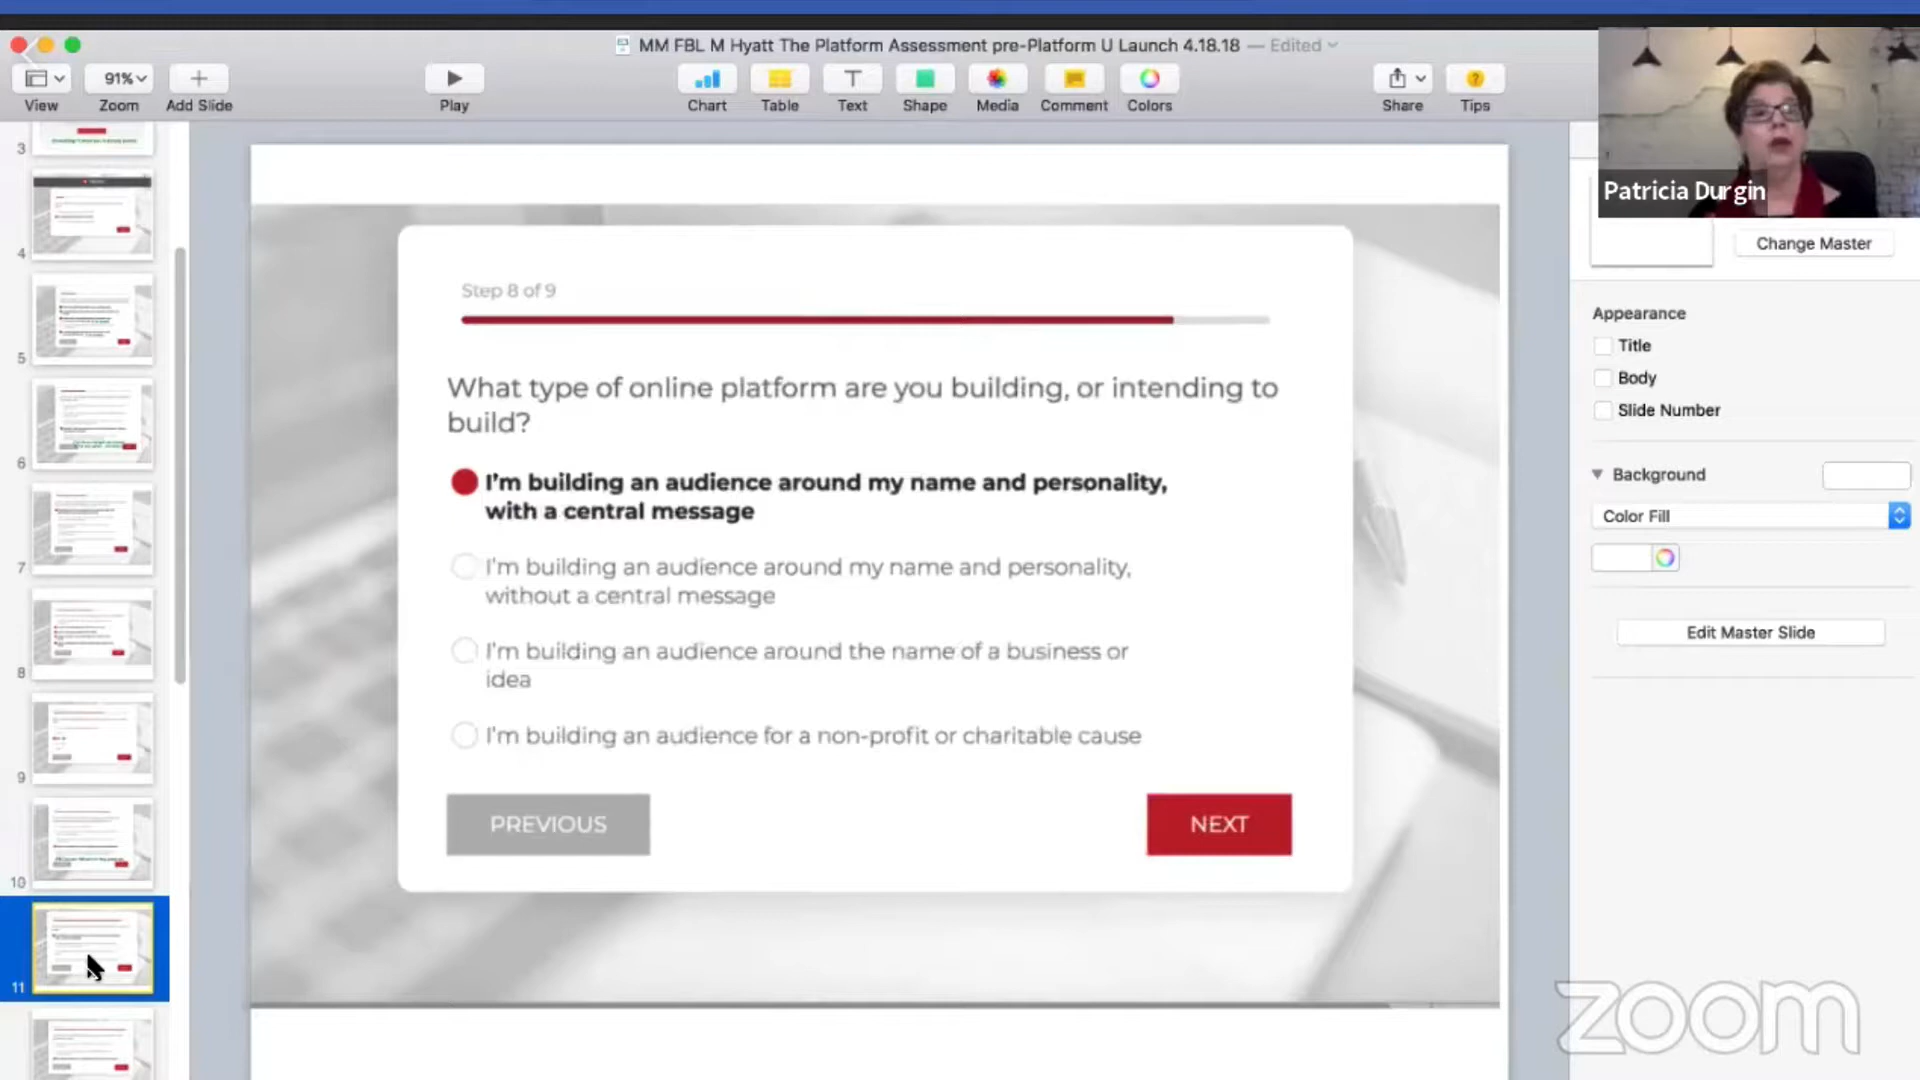 MM FBL M Hyatt The Platform Assessment pre-Platform U Launch 4.18.18 — Edited
91%
View
Zoom
Add Slide
Play
Chart
Table
Text
Shape
Media
Comment
Colors
Share
Tips
Patricia Durgin
Change Master
Appearance
Title
Body
Slide Number
Background
Color Fill
Edit Master Slide
3
4
5
6
7
8
9
10
11
Step 8 of 9
What type of online platform are you building, or intending to
build?
I'm building an audience around my name and personality,
with a central message
I'm building an audience around my name and personality,
without a central message
I'm building an audience around the name of a business or
idea
I'm building an audience for a non-profit or charitable cause
PREVIOUS
NEXT
zoom